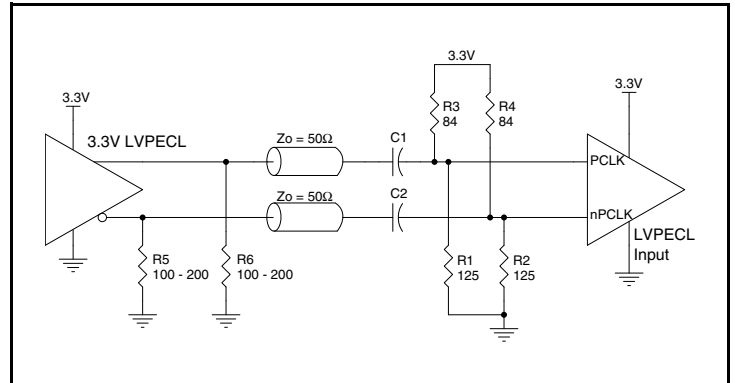 3.3V
3.3V
3.3V
R3
84
R4
84
3.3V LVPECL
Zo = 50Ω
C1
PCLK
Zo = 50Ω
C2
nPCLK
LVPECL
Input
R5
100 - 200
R6
100 - 200
R1
125
R2
125